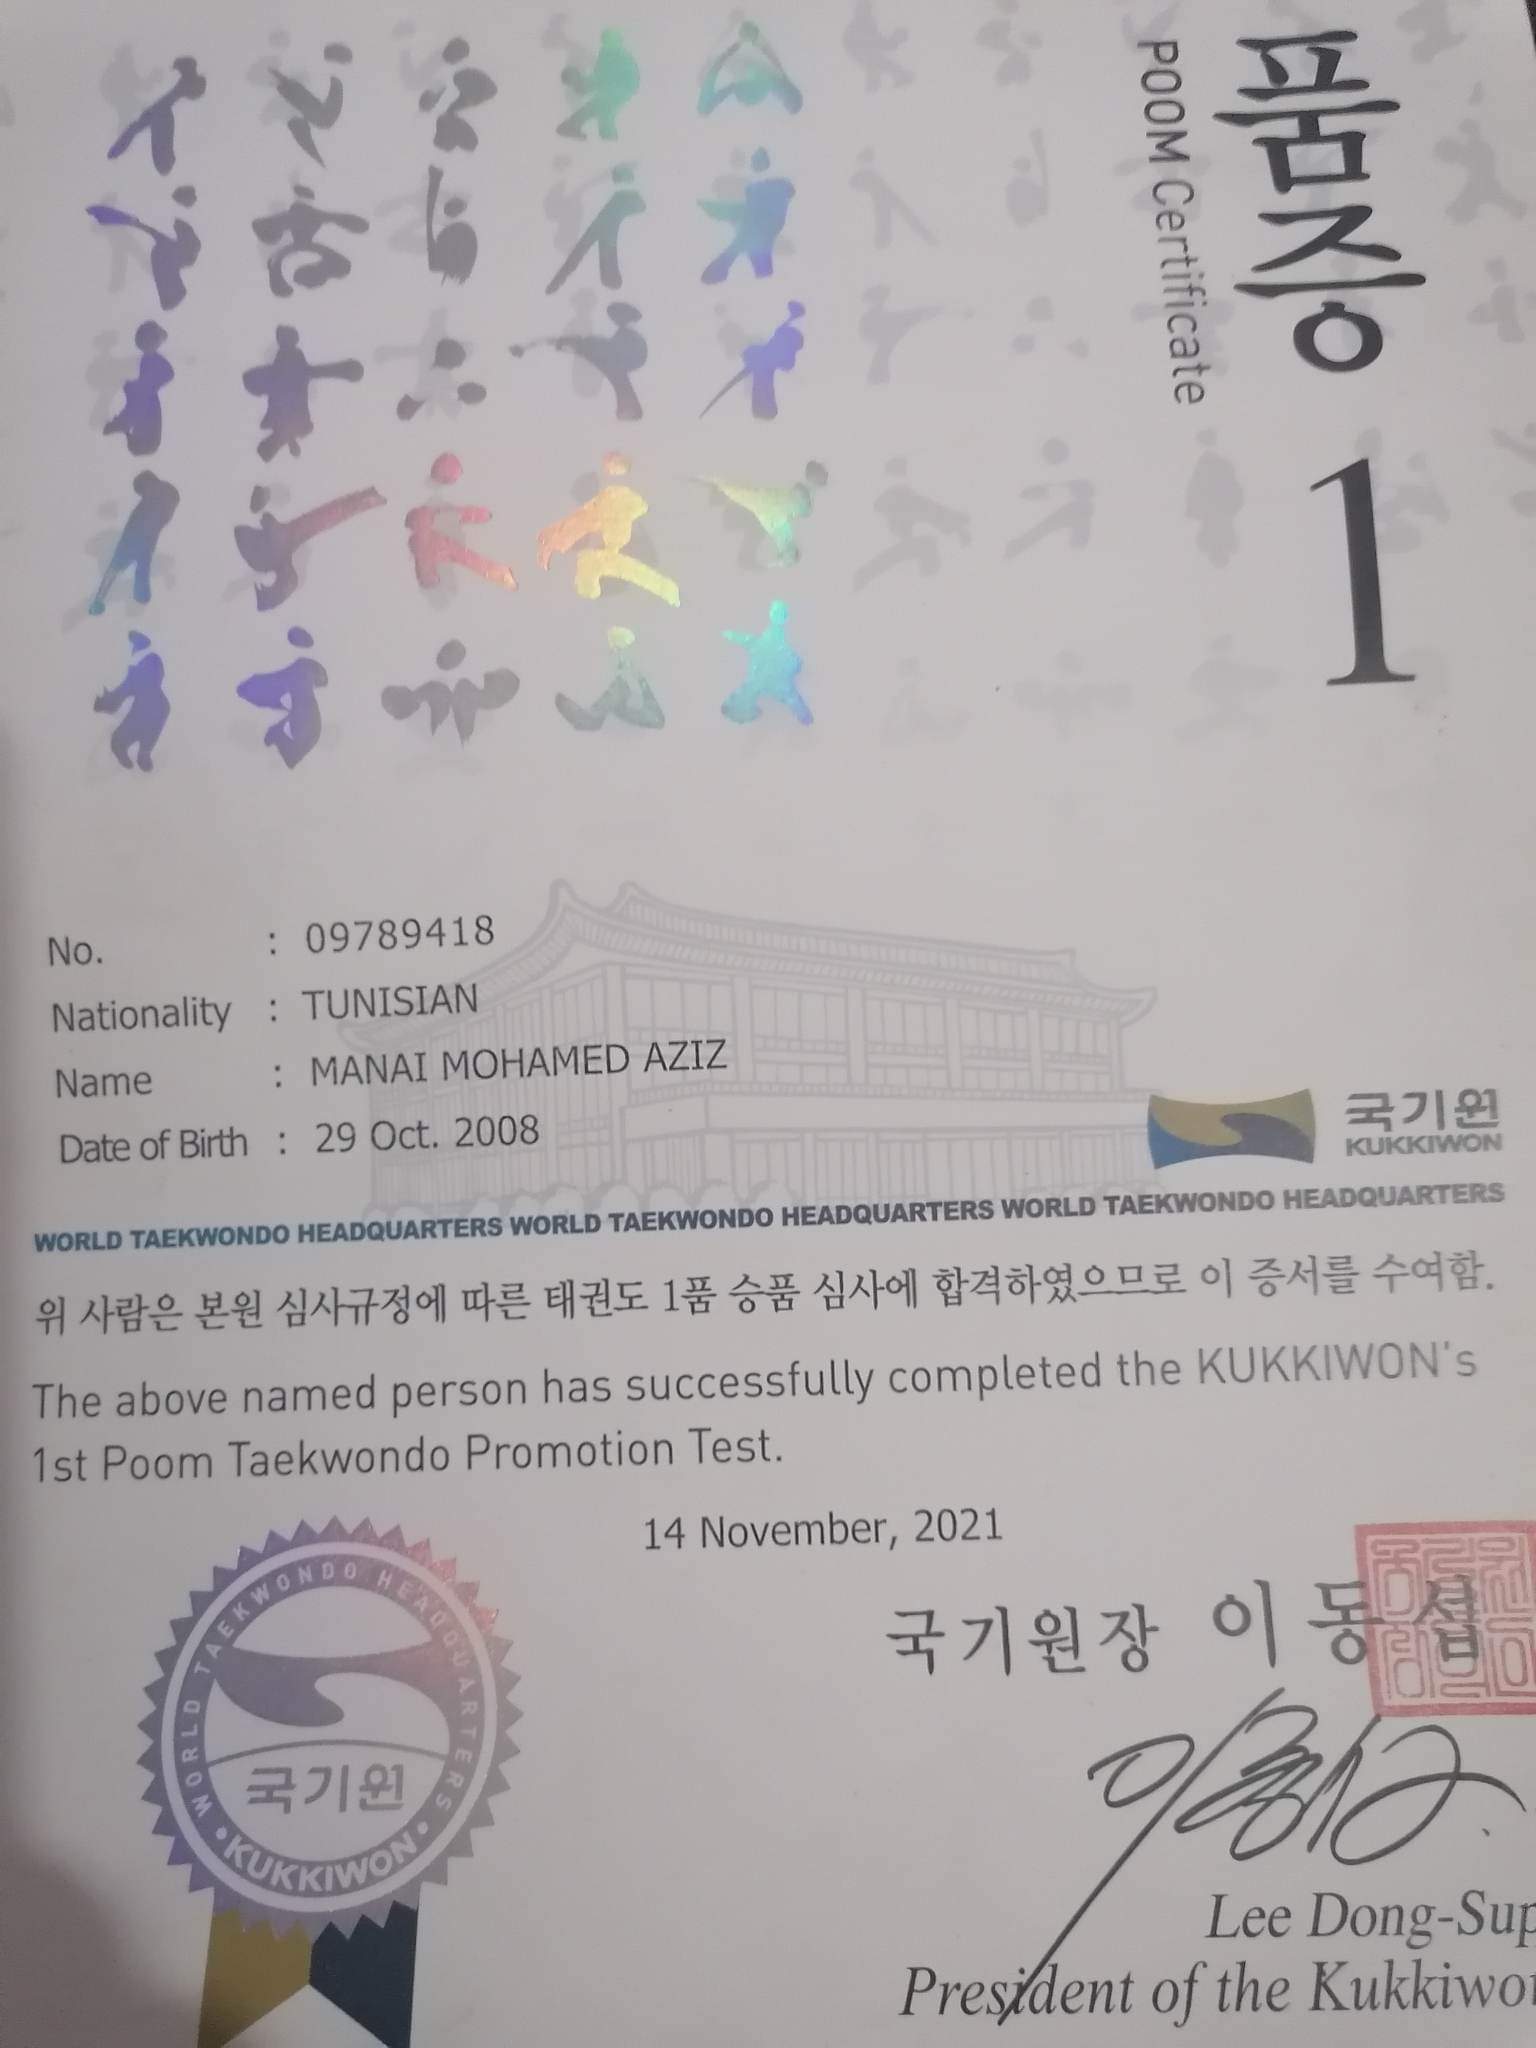 품증 1
POOM Certificate
No. : 09789418
Nationality : TUNISIAN
Name : MANAI MOHAMED AZIZ
Date of Birth : 29 Oct. 2008
국기원
KUKKIWON
WORLD TAEKWONDO HEADQUARTERS WORLD TAEKWONDO HEADQUARTERS WORLD TAEKWONDO HEADQUARTERS
위 사람은 본원 심사규정에 따른 태권도 1품 승품 심사에 합격하였으므로 이 증서를 수여함.
The above named person has successfully completed the KUKKIWON's
1st Poom Taekwondo Promotion Test.
14 November, 2021
국기원장 이동섭
Lee Dong-Sup
President of the Kukkiwon
WORLD TAEKWONDO HEADQUARTERS
국기원
• KUKKIWON •